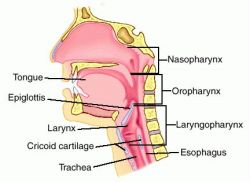 Nasopharynx
Tongue
Oropharynx
Epiglottis
Laryngopharynx
Larynx
Cricoid cartilage
Esophagus
Trachea